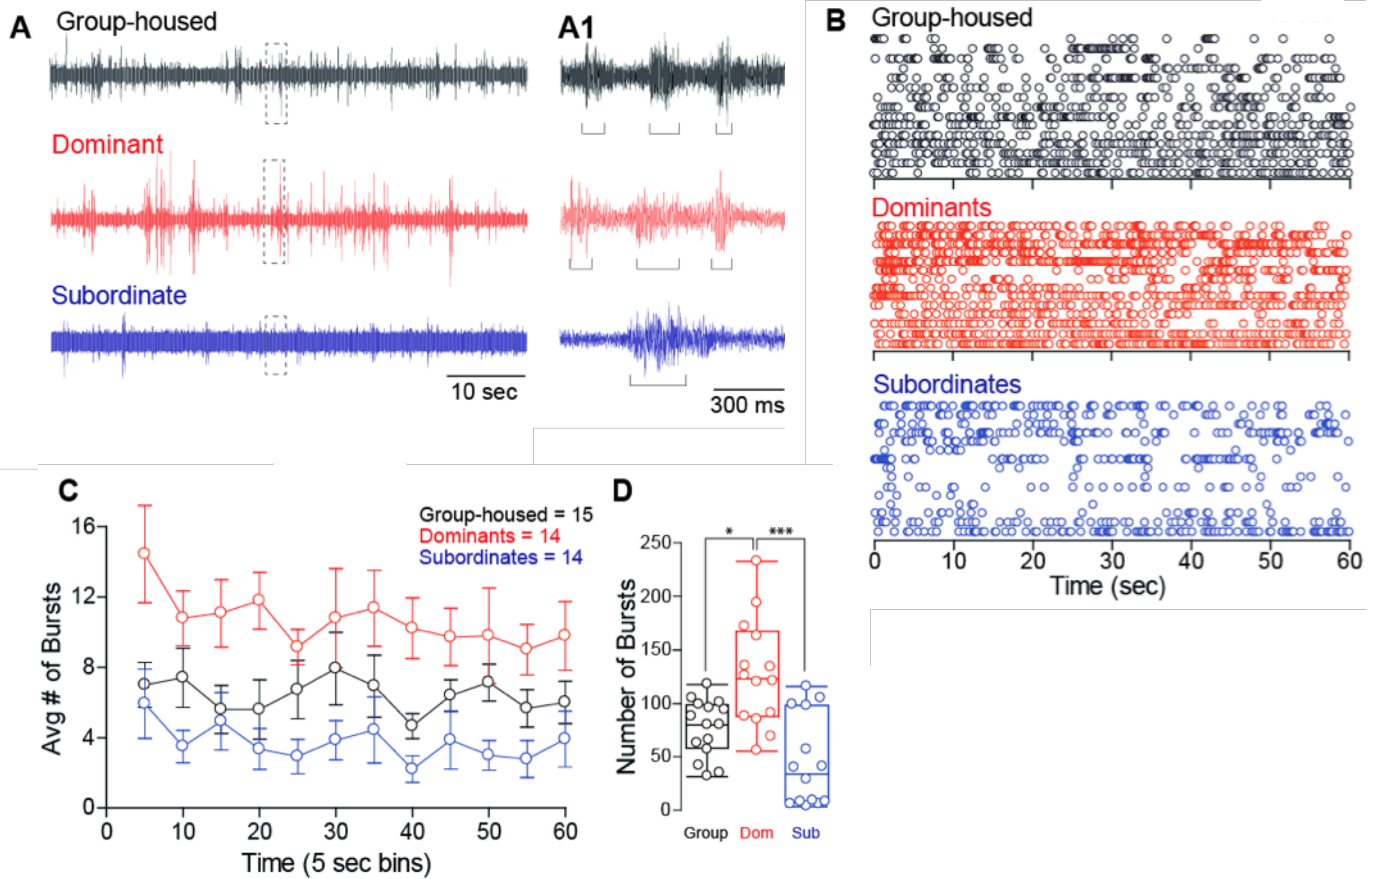 A
Group-housed
Dominant
Subordinate
10 sec
A1
300 ms
B
Group-housed
Dominants
Subordinates
0 10 20 30 40 50 60
Time (sec)
C
Group-housed = 15
Dominants = 14
Subordinates = 14
Avg # of Bursts
16
12
8
4
0
0 10 20 30 40 50 60
Time (5 sec bins)
D
* ***
Number of Bursts
250
200
150
100
50
0
Group Dom Sub